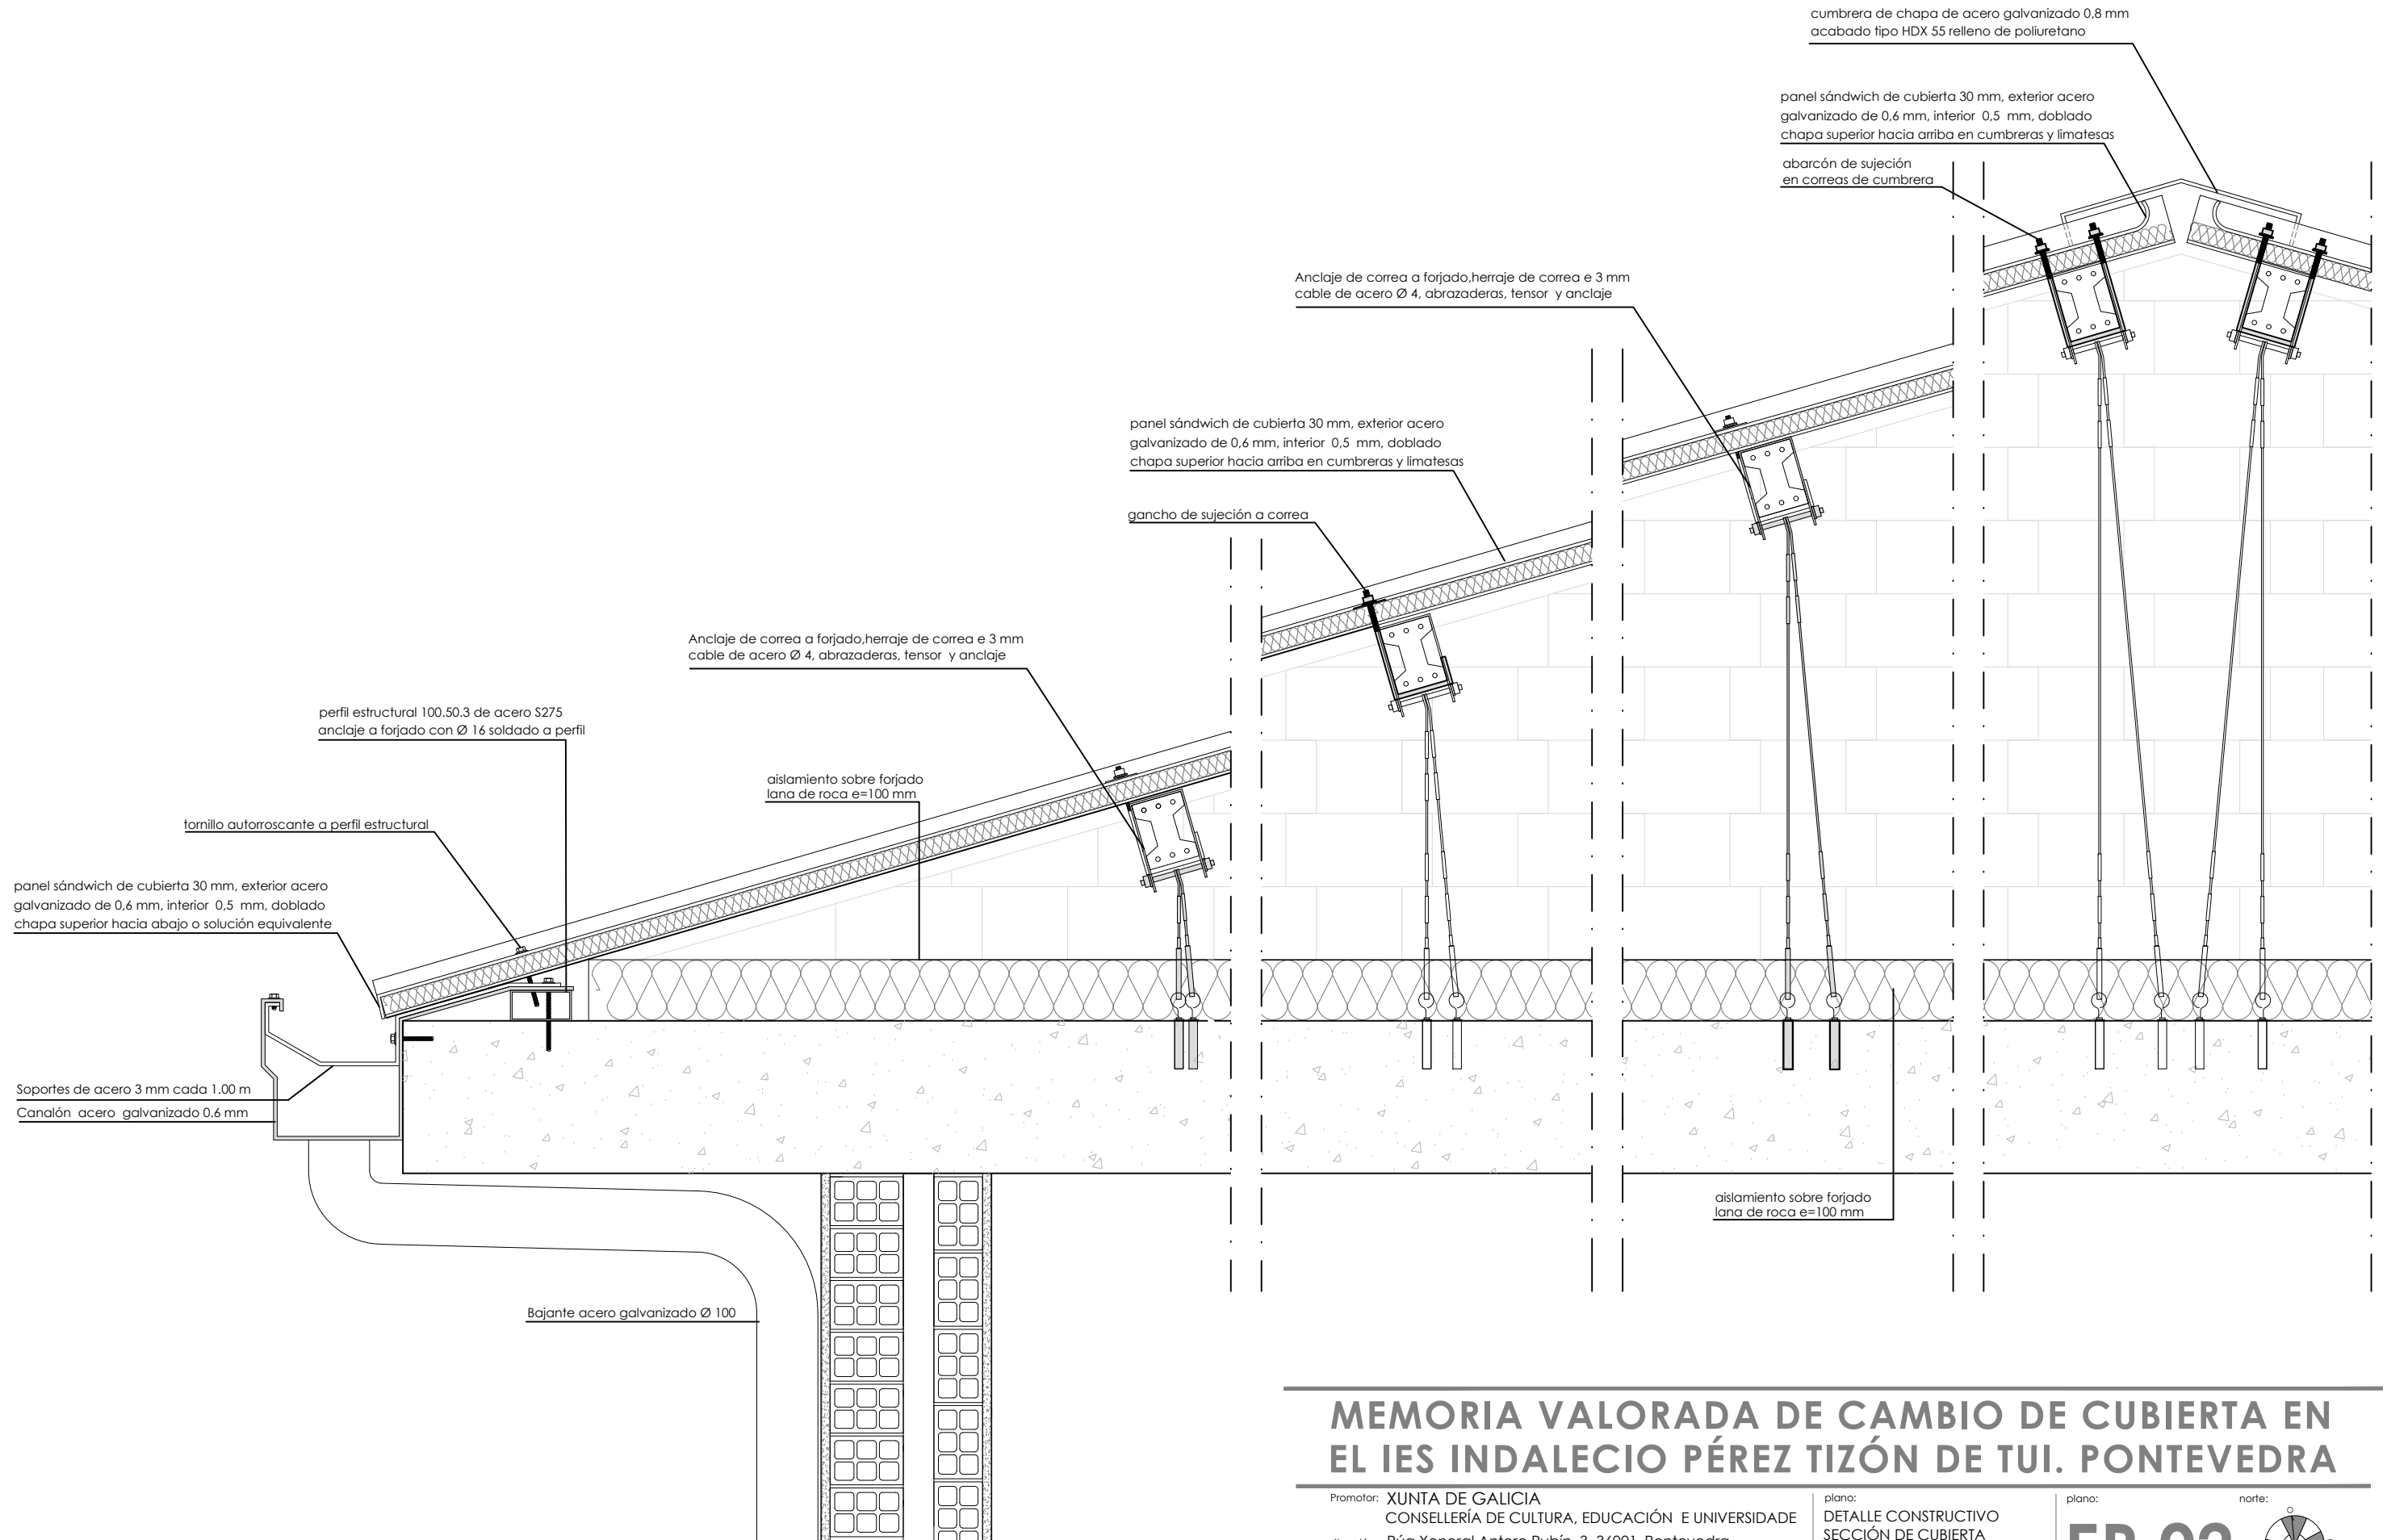 cumbrera de chapa de acero galvanizado 0,8 mm
acabado tipo HDX 55 relleno de poliuretano
panel sándwich de cubierta 30 mm, exterior acero
galvanizado de 0,6 mm, interior 0,5 mm, doblado
chapa superior hacia arriba en cumbreras y limatesas
abarcón de sujeción
en correas de cumbrera
Anclaje de correa a forjado,herraje de correa e 3 mm
cable de acero Ø 4, abrazaderas, tensor y anclaje
panel sándwich de cubierta 30 mm, exterior acero
galvanizado de 0,6 mm, interior 0,5 mm, doblado
chapa superior hacia arriba en cumbreras y limatesas
gancho de sujeción a correa
Anclaje de correa a forjado,herraje de correa e 3 mm
cable de acero Ø 4, abrazaderas, tensor y anclaje
perfil estructural 100.50.3 de acero S275
anclaje a forjado con Ø 16 soldado a perfil
aislamiento sobre forjado
lana de roca e=100 mm
tornillo autorroscante a perfil estructural
panel sándwich de cubierta 30 mm, exterior acero
galvanizado de 0,6 mm, interior 0,5 mm, doblado
chapa superior hacia abajo o solución equivalente
Soportes de acero 3 mm cada 1.00 m
Canalón acero galvanizado 0.6 mm
aislamiento sobre forjado
lana de roca e=100 mm
Bajante acero galvanizado Ø 100
MEMORIA VALORADA DE CAMBIO DE CUBIERTA EN
EL IES INDALECIO PÉREZ TIZÓN DE TUI. PONTEVEDRA
Promotor: XUNTA DE GALICIA
CONSELLERÍA DE CULTURA, EDUCACIÓN E UNIVERSIDADE
Rúa Xeneral Antero Rubín, 3, 36001, Pontevedra
plano:
DETALLE CONSTRUCTIVO
SECCIÓN DE CUBIERTA
plano:
norte: